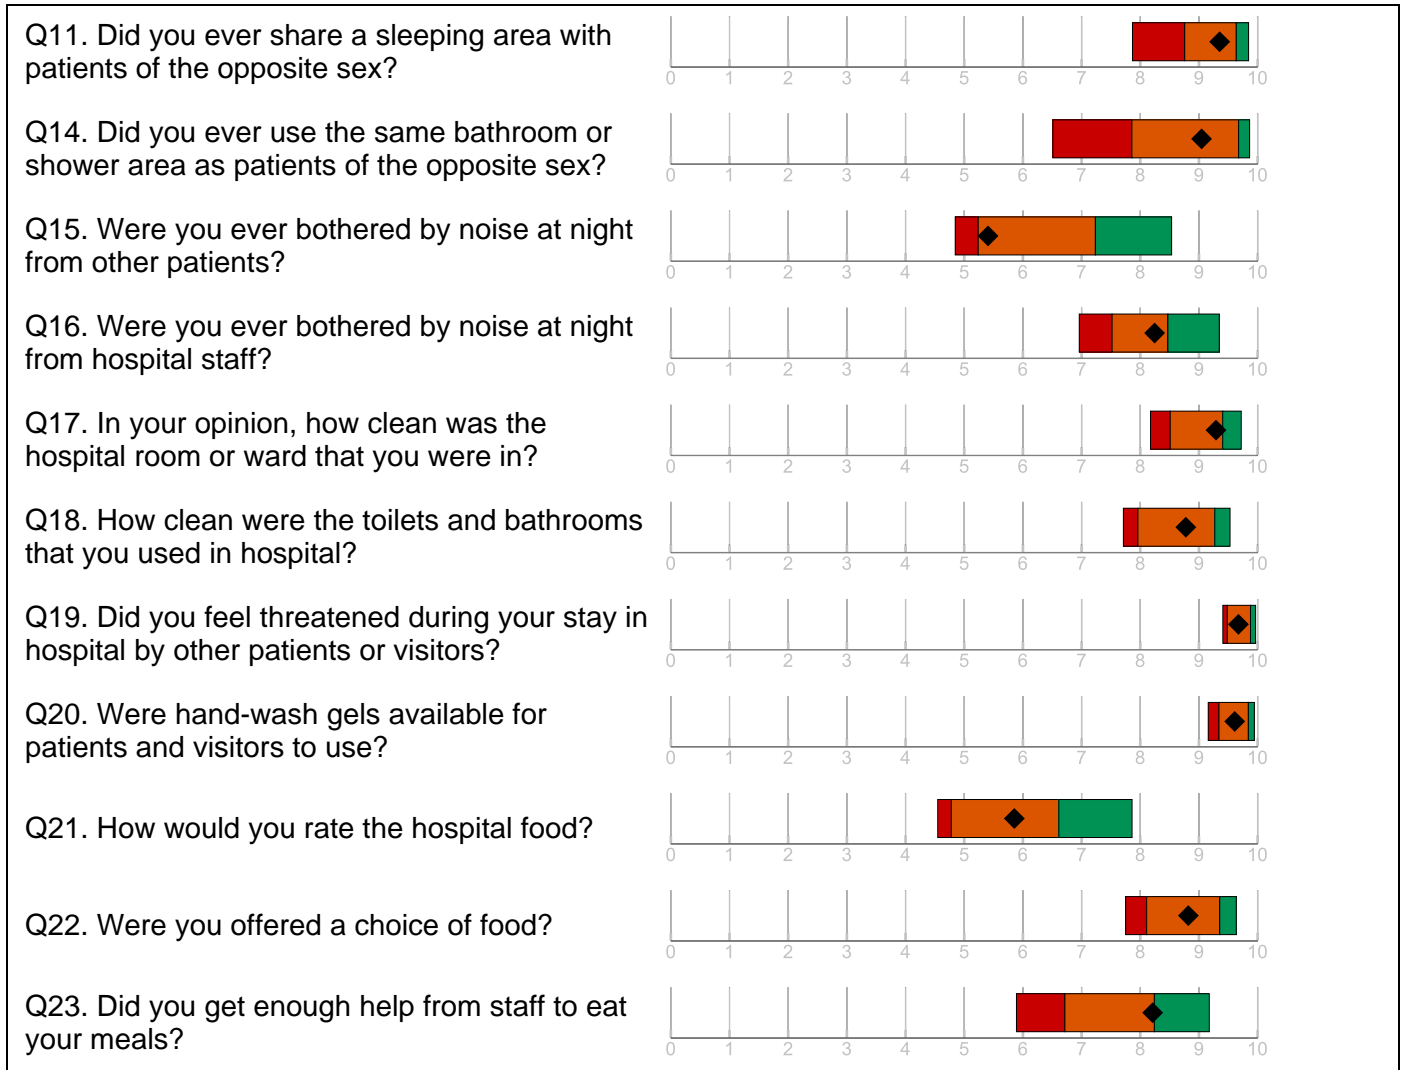 Q11. Did you ever share a sleeping area with
patients of the opposite sex?
0 1 2 3 4 5 6 7 8 9 10
Q14. Did you ever use the same bathroom or
shower area as patients of the opposite sex?
0 1 2 3 4 5 6 7 8 9 10
Q15. Were you ever bothered by noise at night
from other patients?
0 1 2 3 4 5 6 7 8 9 10
Q16. Were you ever bothered by noise at night
from hospital staff?
0 1 2 3 4 5 6 7 8 9 10
Q17. In your opinion, how clean was the
hospital room or ward that you were in?
0 1 2 3 4 5 6 7 8 9 10
Q18. How clean were the toilets and bathrooms
that you used in hospital?
0 1 2 3 4 5 6 7 8 9 10
Q19. Did you feel threatened during your stay in
hospital by other patients or visitors?
0 1 2 3 4 5 6 7 8 9 10
Q20. Were hand-wash gels available for
patients and visitors to use?
0 1 2 3 4 5 6 7 8 9 10
Q21. How would you rate the hospital food?
0 1 2 3 4 5 6 7 8 9 10
Q22. Were you offered a choice of food?
0 1 2 3 4 5 6 7 8 9 10
Q23. Did you get enough help from staff to eat
your meals?
0 1 2 3 4 5 6 7 8 9 10